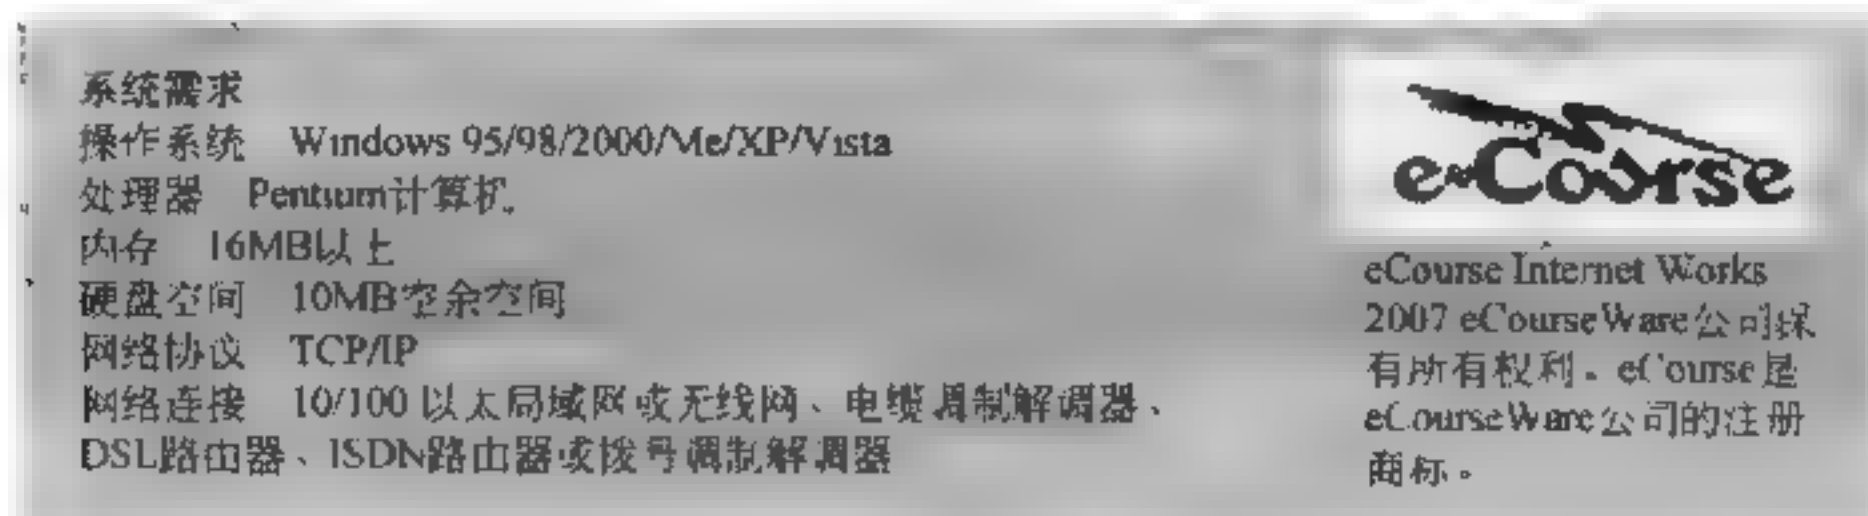 系统需求
操作系统 Windows 95/98/2000/Me/XP/Vista
处理器 Pentium计算机
内存 16MB以上
硬盘空间 10MB空余空间
网络协议 TCP/IP
网络连接 10/100 以太局域网或无线网、电缆调制解调器、
DSL路由器、ISDN路由器或拨号调制解调器
e-Course
eCourse Internet Works
2007 eCourseWare公司保
有所有权利。eCourse是
eCourseWare公司的注册
商标。